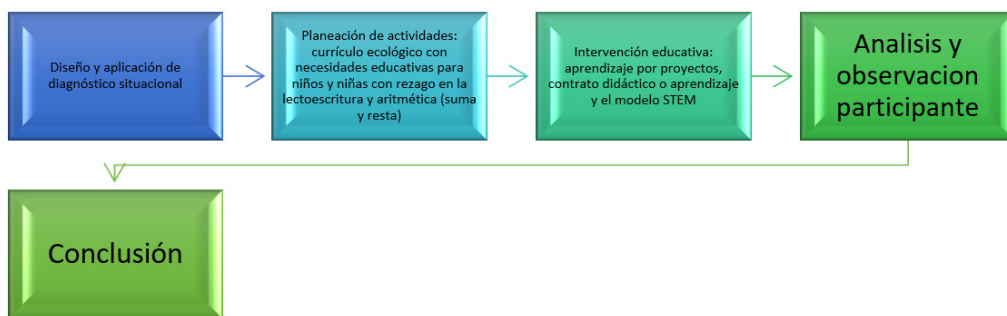 Diseño y aplicación de
diagnóstico situacional
Planeación de actividades:
currículo ecológico con
necesidades educativas para
niños y niñas con rezago en la
lectoescritura y aritmética (suma
y resta)
Intervención educativa:
aprendizaje por proyectos,
contrato didáctico o aprendizaje
y el modelo STEM
Analisis y
observacion
participante
Conclusión